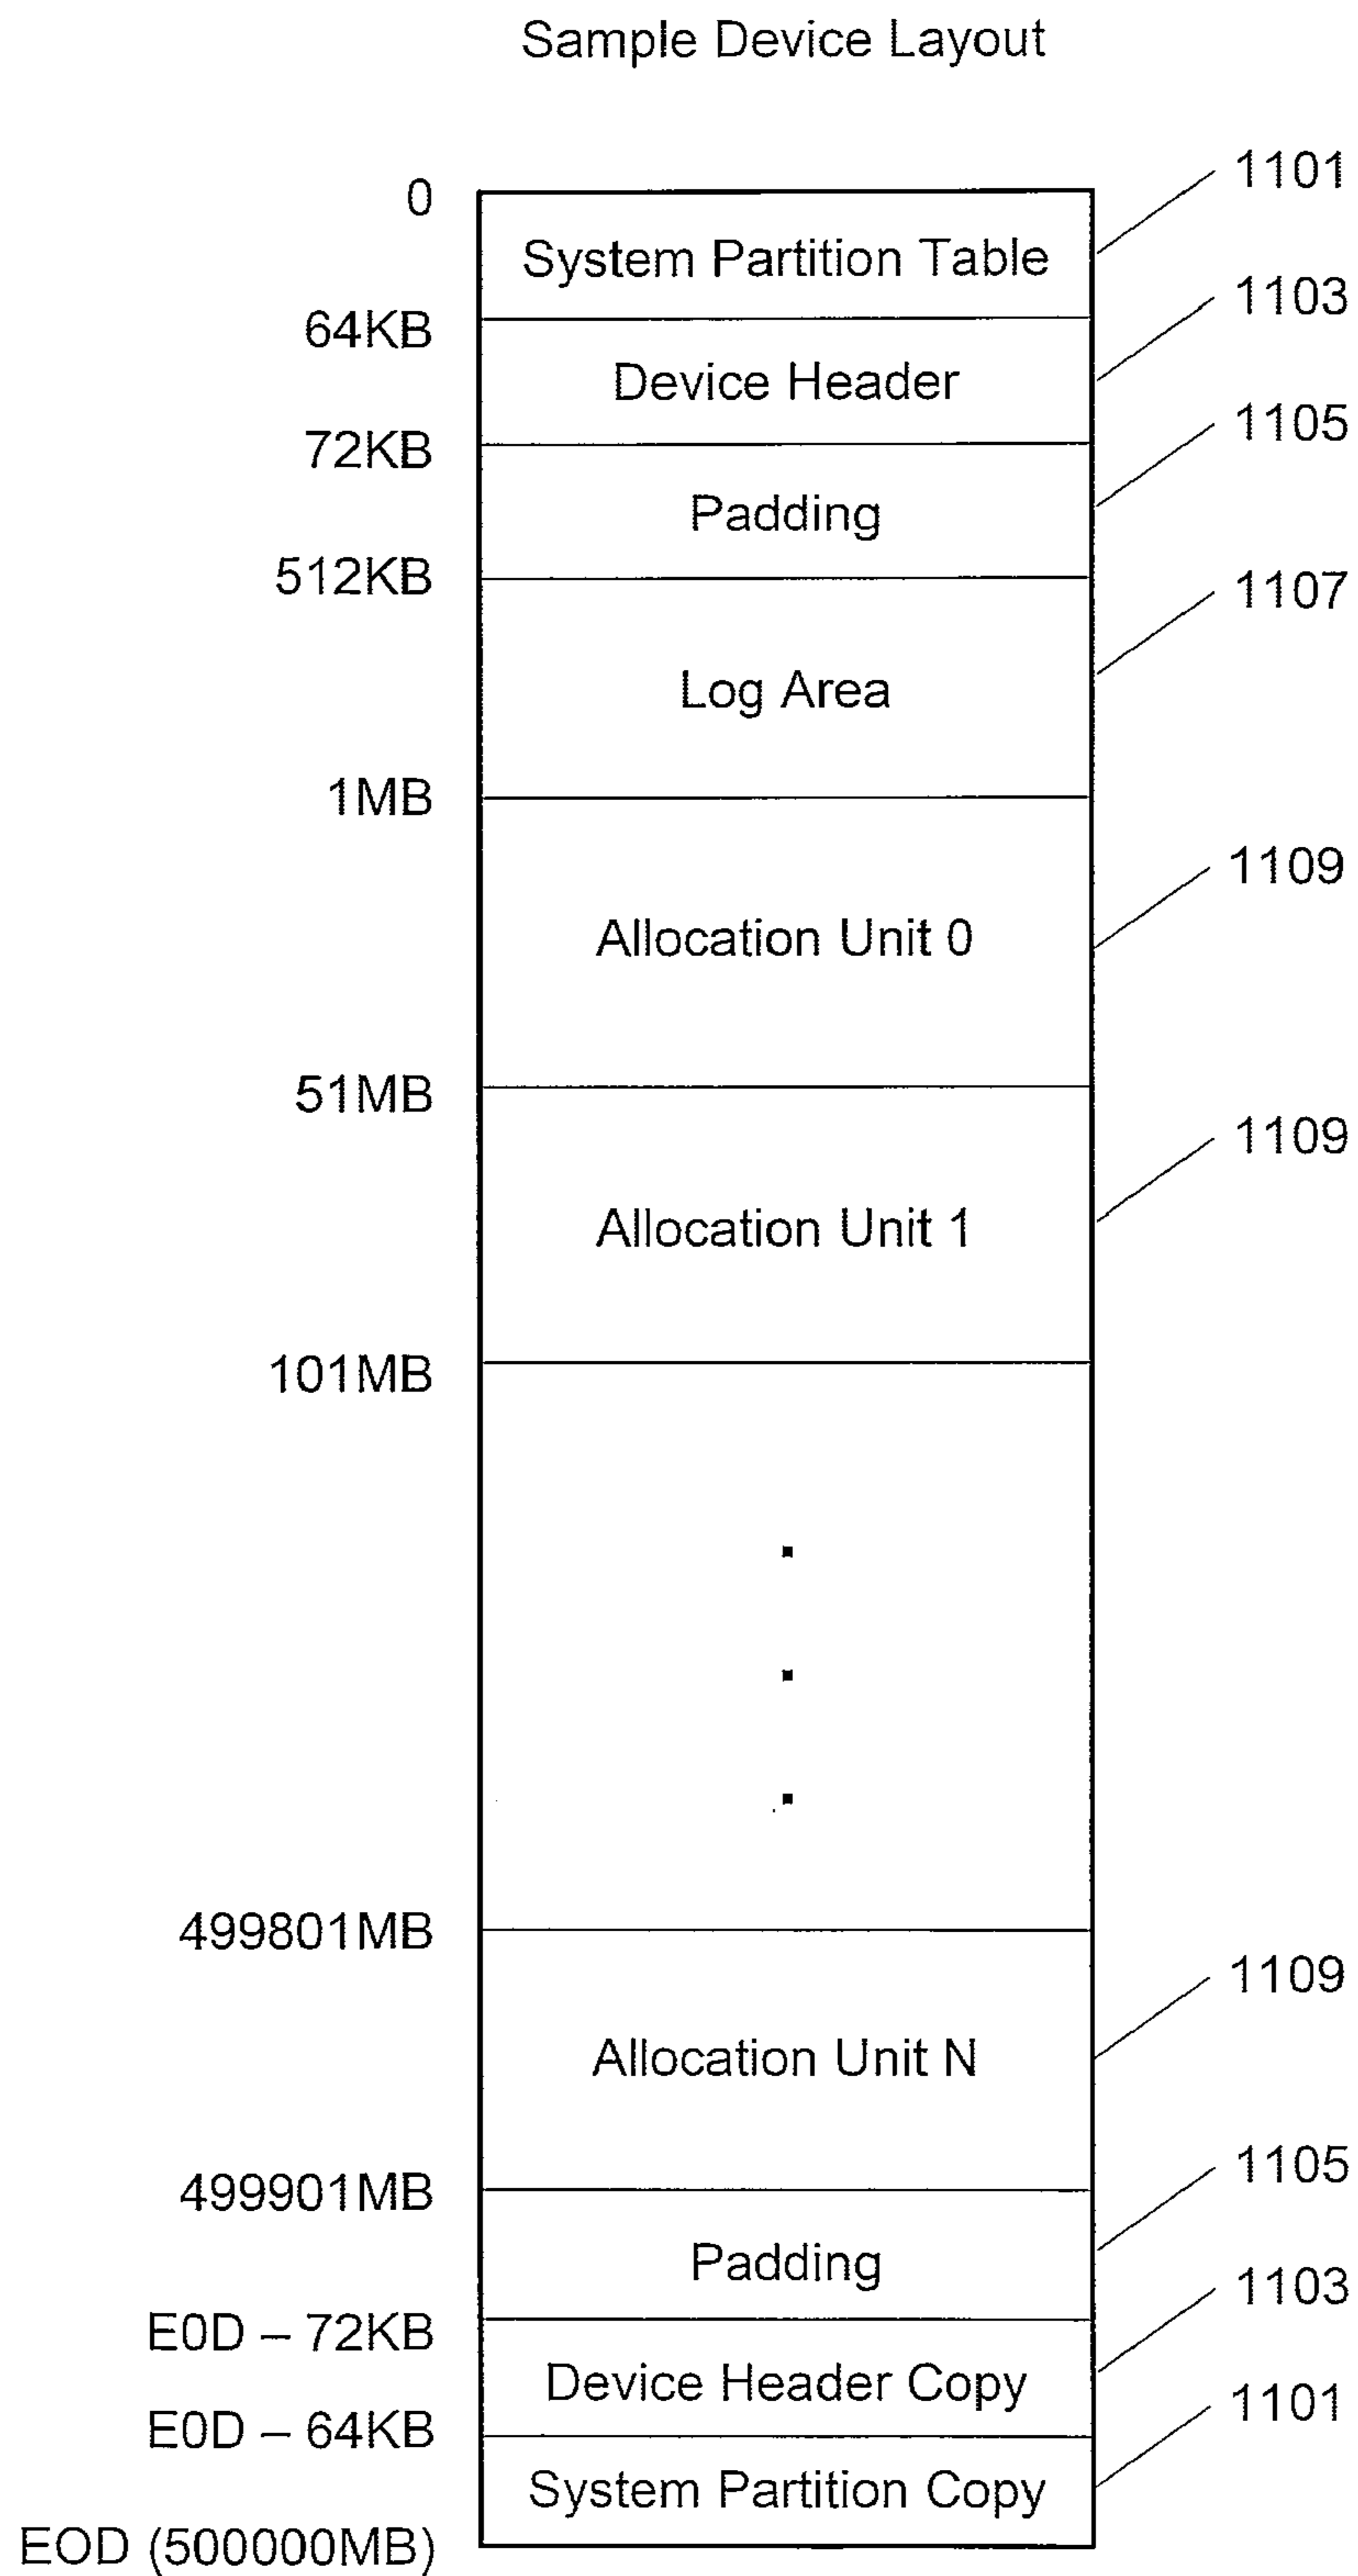 Sample Device Layout
0
System Partition Table
1101
64KB
Device Header
1103
72KB
Padding
1105
512KB
Log Area
1107
1MB
Allocation Unit 0
1109
51MB
Allocation Unit 1
1109
101MB
499801MB
Allocation Unit N
1109
499901MB
Padding
1105
E0D – 72KB
Device Header Copy
1103
E0D – 64KB
System Partition Copy
1101
EOD (500000MB)